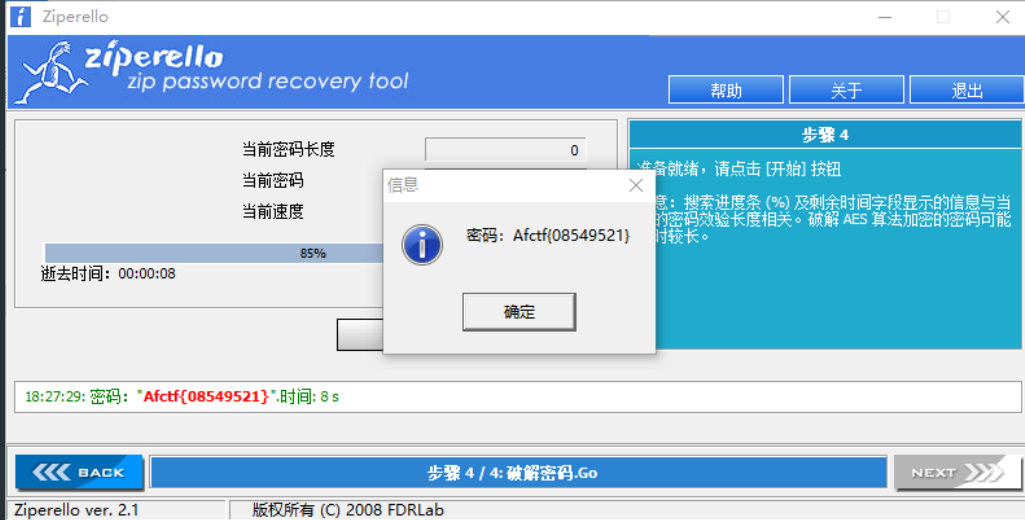 Ziperello
ziperello
zip password recovery tool
帮助
关于
退出
当前密码长度
0
当前密码
当前速度
85%
逝去时间: 00:00:08
信息
密码: Afctf{08549521}
确定
步骤 4
准备就绪，请点击 [开始] 按钮
意: 搜索进度条 (%) 及剩余时间字段显示的信息与当
的密码效验长度相关。破解 AES 算法加密的密码可能
时较长。
18:27:29: 密码: "Afctf{08549521}".时间: 8 s
BACK
步骤 4 / 4: 破解密码.Go
NEXT
Ziperello ver. 2.1
版权所有 (C) 2008 FDRLab